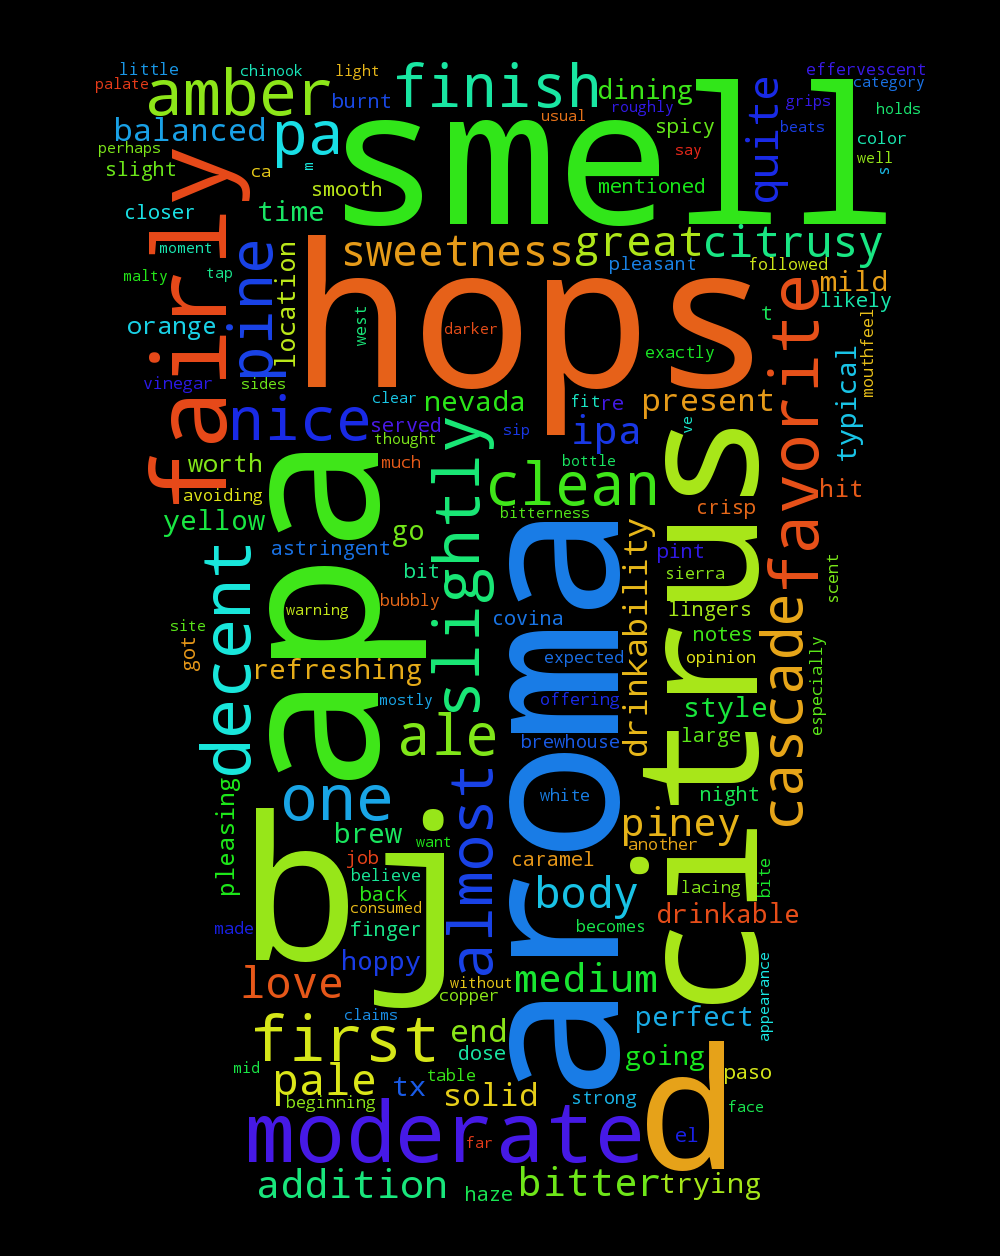 little
chinook
light
effervescent
palate
amber
burnt
finish
dining
category
roughly
grips
holds
usual
balanced
pa
smell
spicy
quite
beats
color
perhaps
say
well
slight
m
ca
smooth
mentioned
s
closer
time
fairly
moment
sweetness
great
citrusy
malty
tap
pine
location
hops
pleasant
followed
mild
likely
orange
west
darker
t
exactly
favorite
typical
mouthfeel
vinegar
sides
clear
nevada
fit
re
present
nice
served
thought
sip
ipa
ve
worth
much
bottle
avoiding
clean
hit
crisp
yellow
go
bitterness
slightly
citrus
astringent
apa
aroma
drinkability
pint
decent
bit
sierra
scent
warning
bubbly
lingers
covina
cascade
site
got
notes
expected
opinion
refreshing
especially
mostly
offering
style
ale
brewhouse
large
pleasing
one
almost
white
night
brew
want
piney
another
job
caramel
bj
believe
back
body
lacing
bite
consumed
drinkable
made
finger
becomes
hoppy
love
without
medium
copper
appearance
claims
first
end
perfect
mid
dose
going
pale
tx
table
solid
strong
paso
d
beginning
face
moderate
far
el
addition
haze
bitter
trying